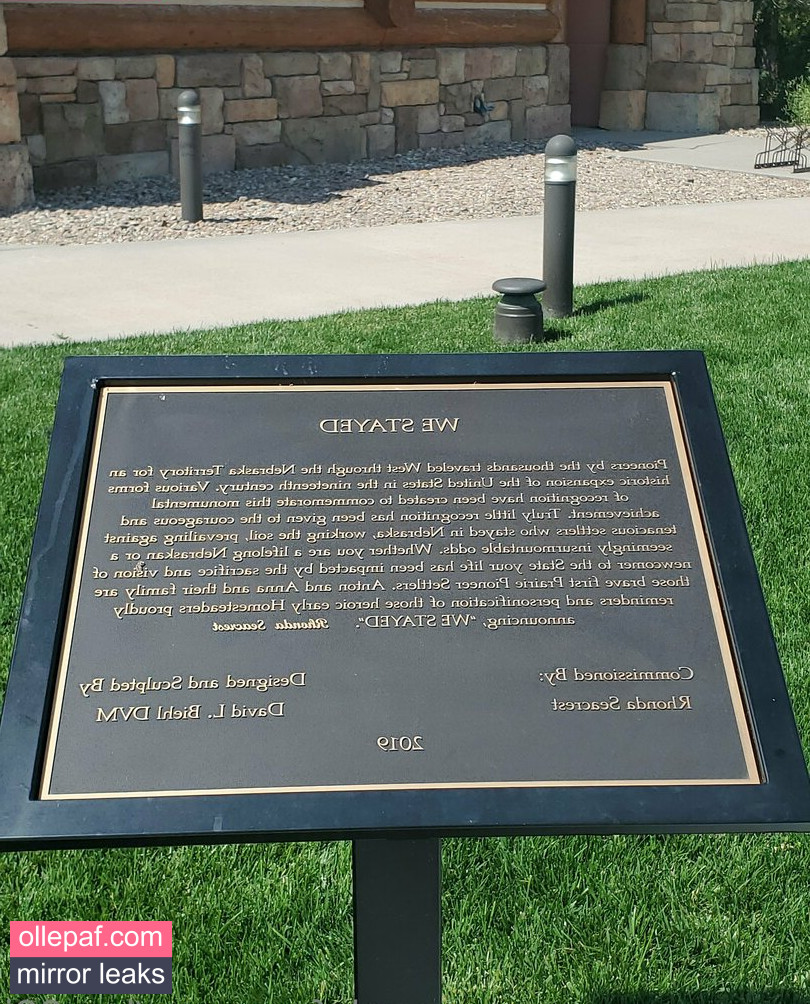 WE STAYED
Pioneers by the thousands traveled West through the Nebraska Territory for an
historic expansion of the United States in the nineteenth century. Various forms
of recognition have been created to commemorate this monumental
achievement. Truly little recognition has been given to the courageous and
tenacious settlers who stayed in Nebraska, working the soil, prevailing against
seemingly insurmountable odds. Whether you are a lifelong Nebraskan or a
newcomer to the State your life has been impacted by the sacrifice and vision of
those brave first Prairie Pioneer Settlers. Anton and Anna and their family are
reminders and personification of those heroic early Homesteaders proudly
announcing, "WE STAYED". Rhonda Seacrest
Commissioned By:
Rhonda Seacrest
Designed and Sculpted By
David L. Biehl DVM
2019
ollepaf.com
mirror leaks